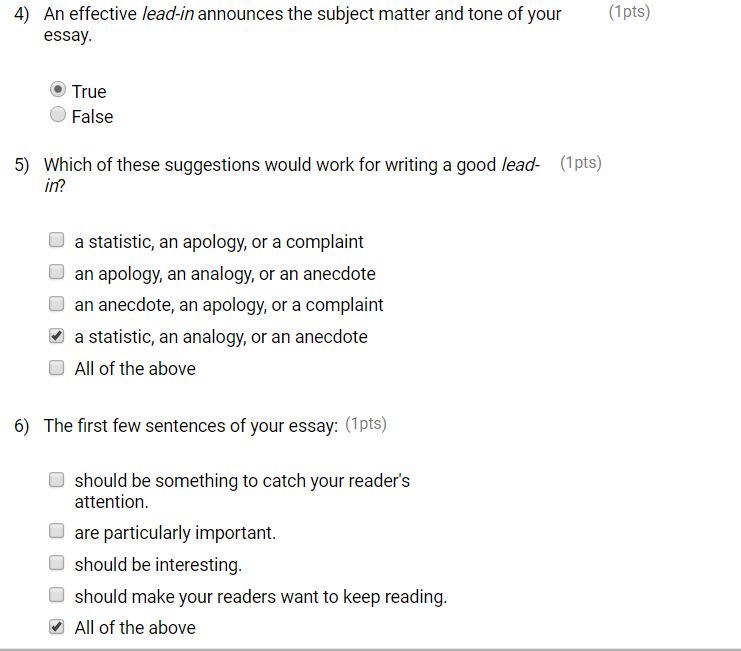 4) An effective lead-in announces the subject matter and tone of your (1pts)
essay.
True
False
5) Which of these suggestions would work for writing a good lead- (1pts)
in?
a statistic, an apology, or a complaint
an apology, an analogy, or an anecdote
an anecdote, an apology, or a complaint
a statistic, an analogy, or an anecdote
All of the above
6) The first few sentences of your essay: (1pts)
should be something to catch your reader's
attention.
are particularly important.
should be interesting.
should make your readers want to keep reading.
All of the above